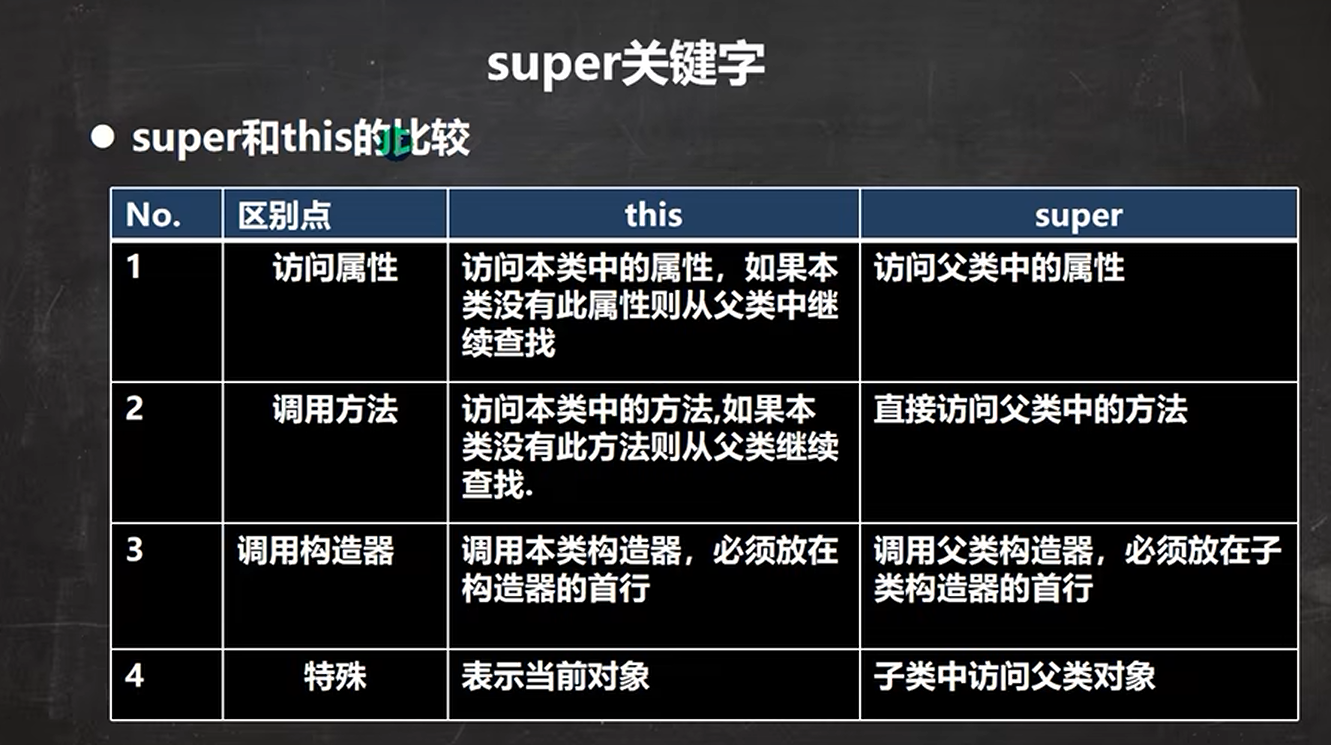 super关键字
● super和this的比较
No. 区别点 this super
1 访问属性 访问本类中的属性，如果本 访问父类中的属性
类没有此属性则从父类中继
续查找
2 调用方法 访问本类中的方法,如果本 直接访问父类中的方法
类没有此方法则从父类继续
查找.
3 调用构造器 调用本类构造器，必须放在 调用父类构造器，必须放在子
构造器的首行 类构造器的首行
4 特殊 表示当前对象 子类中访问父类对象